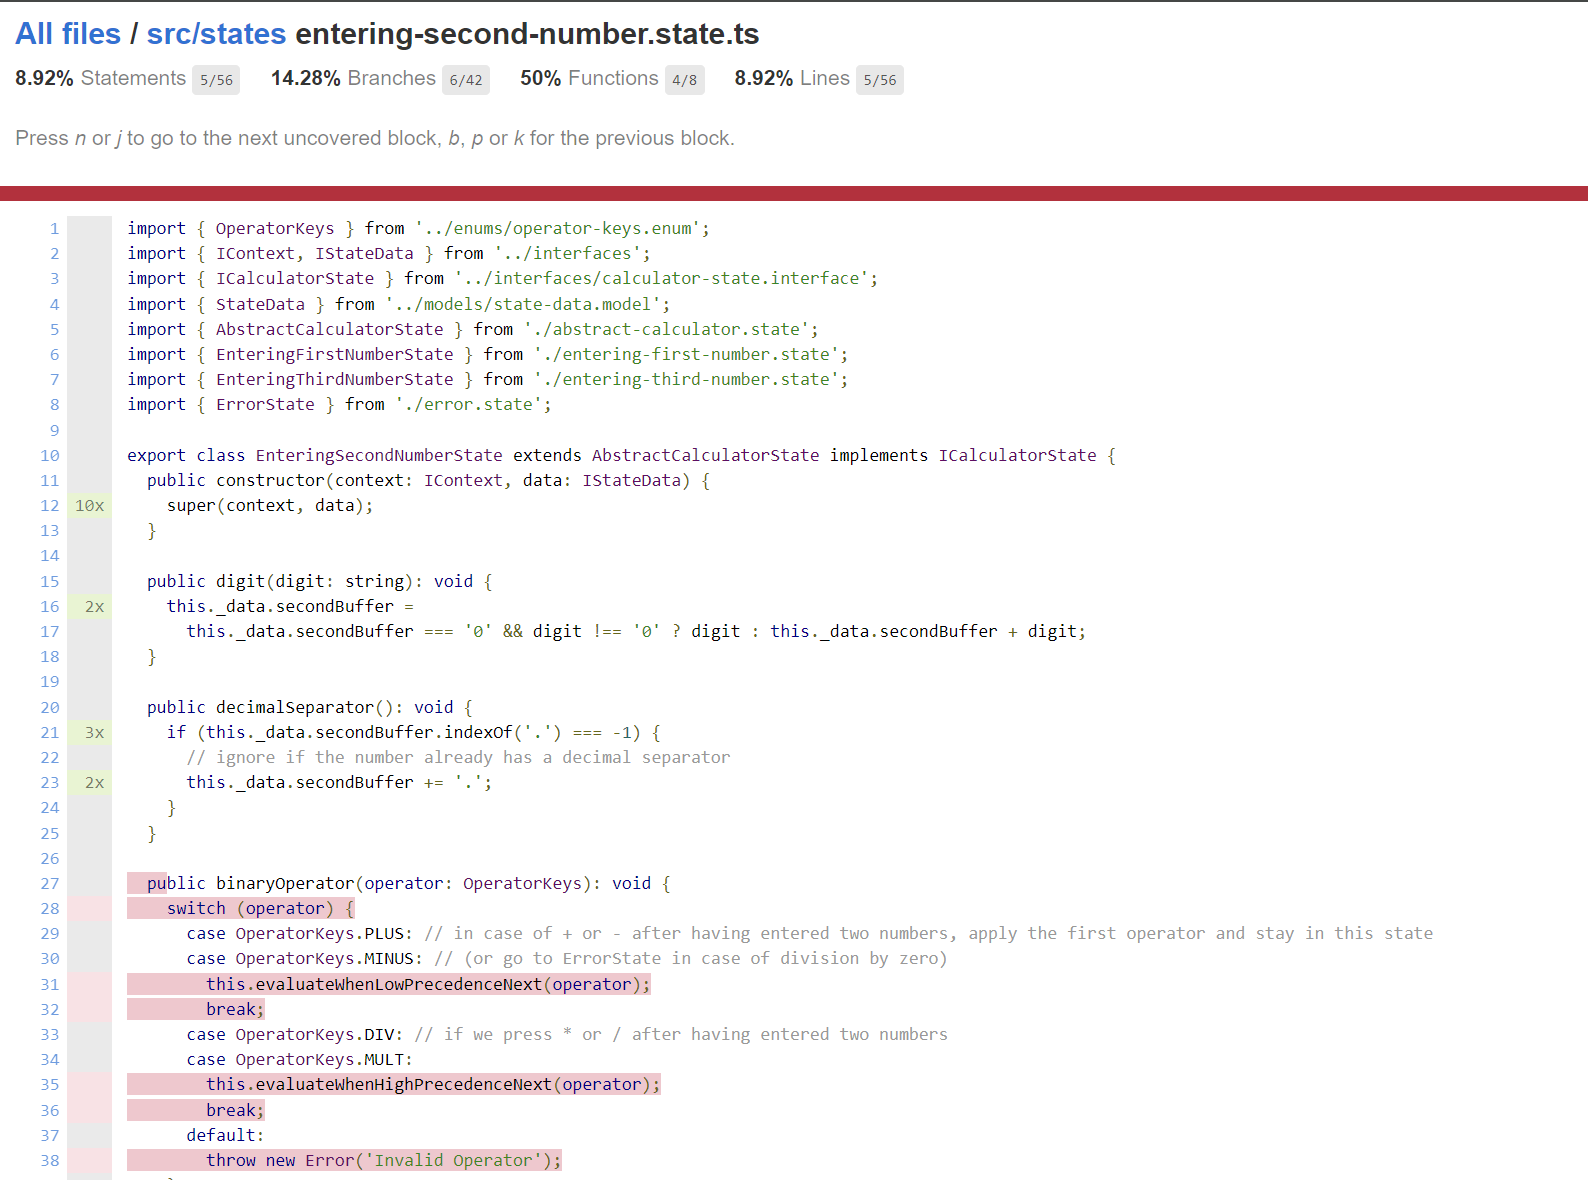 All files / src/states entering-second-number.state.ts
8.92% Statements 5/56 14.28% Branches 6/42 50% Functions 4/8 8.92% Lines 5/56
Press n or j to go to the next uncovered block, b, p or k for the previous block.
1 import { OperatorKeys } from '../enums/operator-keys.enum';
2 import { IContext, IStateData } from '../interfaces';
3 import { ICalculatorState } from '../interfaces/calculator-state.interface';
4 import { StateData } from '../models/state-data.model';
5 import { AbstractCalculatorState } from './abstract-calculator.state';
6 import { EnteringFirstNumberState } from './entering-first-number.state';
7 import { EnteringThirdNumberState } from './entering-third-number.state';
8 import { ErrorState } from './error.state';
9
10 export class EnteringSecondNumberState extends AbstractCalculatorState implements ICalculatorState {
11 public constructor(context: IContext, data: IStateData) {
12 10x super(context, data);
13 }
14
15 public digit(digit: string): void {
16 2x this._data.secondBuffer =
17 this._data.secondBuffer === '0' && digit !== '0' ? digit : this._data.secondBuffer + digit;
18 }
19
20 public decimalSeparator(): void {
21 3x if (this._data.secondBuffer.indexOf('.') === -1) {
22 // ignore if the number already has a decimal separator
23 2x this._data.secondBuffer += '.';
24 }
25 }
26
27 public binaryOperator(operator: OperatorKeys): void {
28 switch (operator) {
29 case OperatorKeys.PLUS: // in case of + or - after having entered two numbers, apply the first operator and stay in this state
30 case OperatorKeys.MINUS: // (or go to ErrorState in case of division by zero)
31 this.evaluateWhenLowPrecedenceNext(operator);
32 break;
33 case OperatorKeys.DIV: // if we press * or / after having entered two numbers
34 case OperatorKeys.MULT:
35 this.evaluateWhenHighPrecedenceNext(operator);
36 break;
37 default:
38 throw new Error('Invalid Operator');